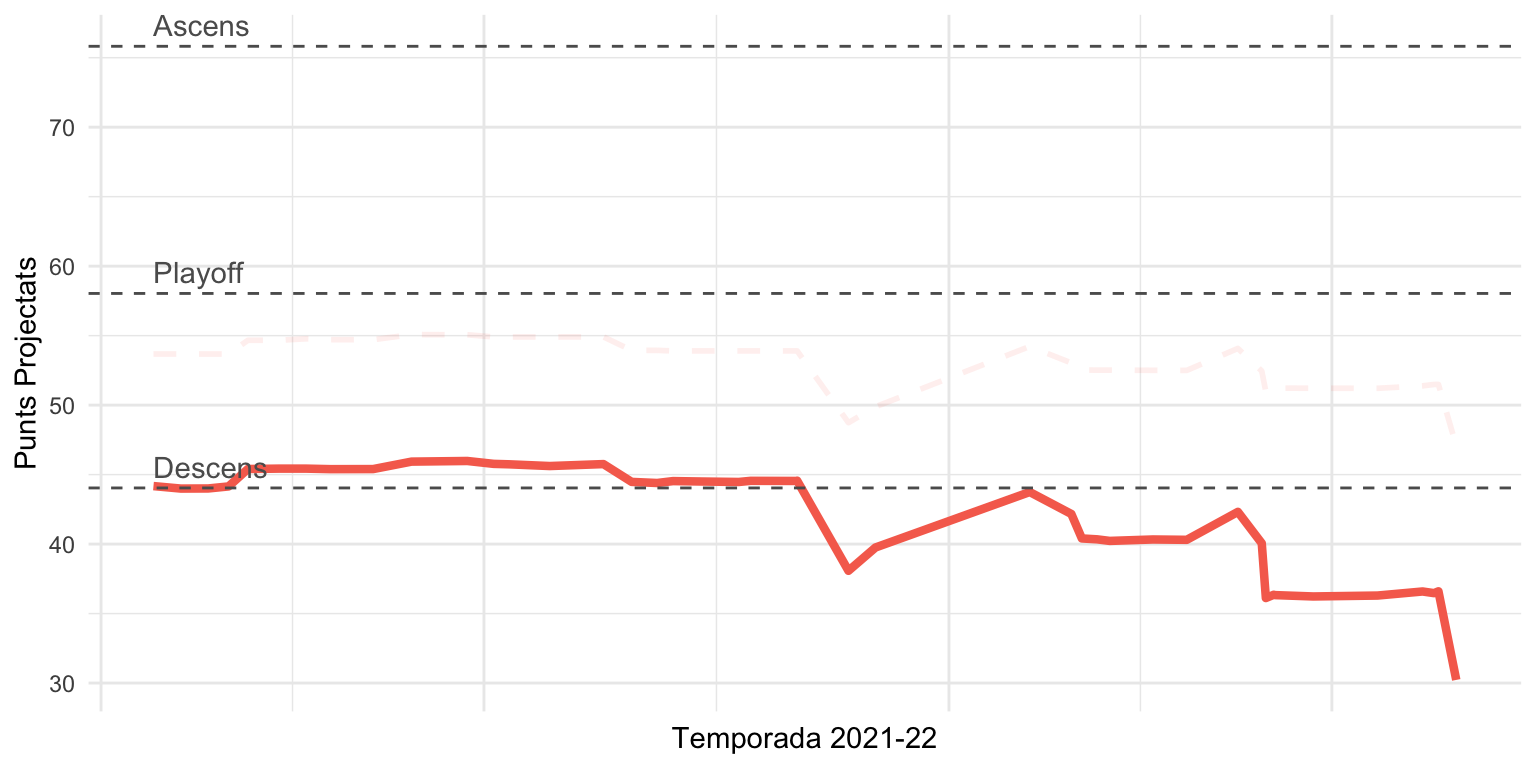 Ascens
70
60
Playoff
Punts Projectats
50
Descens
40
30
Temporada 2021-22